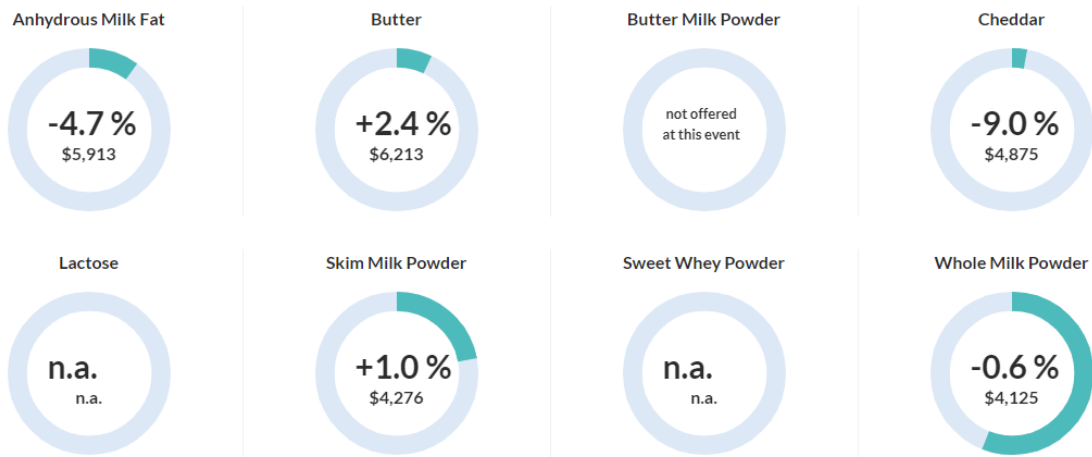 Anhydrous Milk Fat
-4.7 %
$5,913
Butter
+2.4 %
$6,213
Butter Milk Powder
not offered
at this event
Cheddar
-9.0 %
$4,875
Lactose
n.a.
n.a.
Skim Milk Powder
+1.0 %
$4,276
Sweet Whey Powder
n.a.
n.a.
Whole Milk Powder
-0.6 %
$4,125